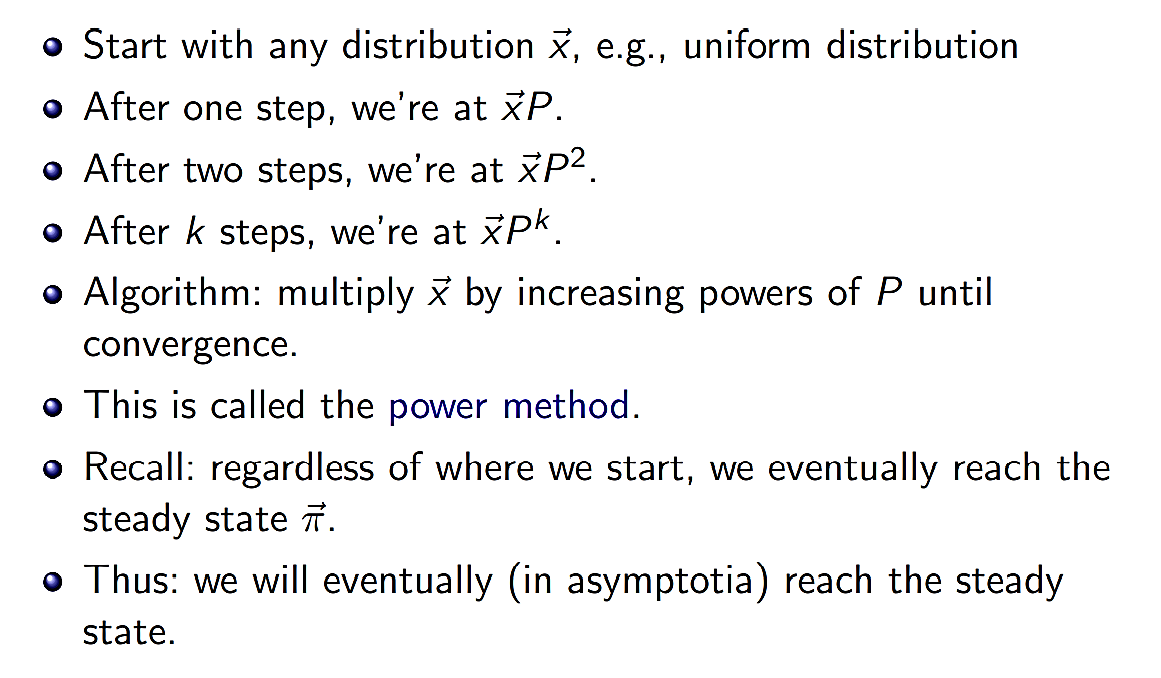 • Start with any distribution x⃗, e.g., uniform distribution
• After one step, we're at x⃗P.
• After two steps, we're at x⃗P².
• After k steps, we're at x⃗Pᵏ.
• Algorithm: multiply x⃗ by increasing powers of P until
convergence.
• This is called the power method.
• Recall: regardless of where we start, we eventually reach the
steady state π⃗.
• Thus: we will eventually (in asymptotia) reach the steady
state.